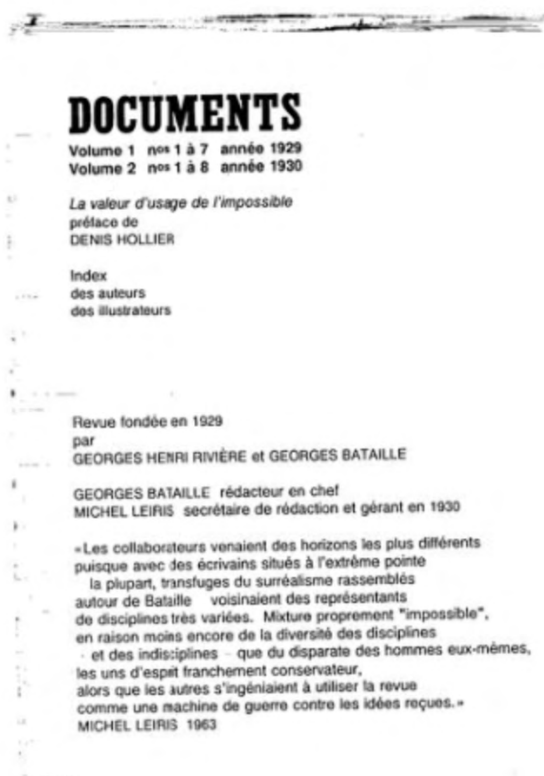 DOCUMENTS
Volume 1 nos 1 à 7 année 1929
Volume 2 nos 1 à 8 année 1930
La valeur d'usage de l'impossible
préface de
DENIS HOLLIER
Index
des auteurs
des illustrateurs
Revue fondée en 1929
par
GEORGES HENRI RIVIÈRE et GEORGES BATAILLE
GEORGES BATAILLE rédacteur en chef
MICHEL LEIRIS secrétaire de rédaction et gérant en 1930
«Les collaborateurs venaient des horizons les plus différents
puisque avec des écrivains situés à l'extrême pointe
la plupart, transfuges du surréalisme rassemblés
autour de Bataille voisinaient des représentants
de disciplines très variées. Mixture proprement "impossible",
en raison moins encore de la diversité des disciplines
- et des indisciplines - que du disparate des hommes eux-mêmes,
les uns d'esprit franchement conservateur,
alors que les autres s'ingéniaient à utiliser la revue
comme une machine de guerre contre les idées reçues.»
MICHEL LEIRIS 1963